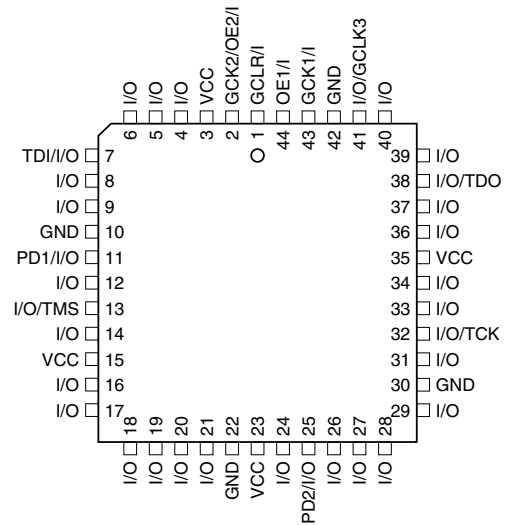 I/O
I/O
I/O
VCC
GCK2/OE2/I
GCLR/I
OE1/I
GCK1/I
GND
I/O/GCLK3
I/O
6
5
4
3
2
1
44
43
42
41
40
TDI/I/O 7
I/O 8
I/O 9
GND 10
PD1/I/O 11
I/O 12
I/O/TMS 13
I/O 14
VCC 15
I/O 16
I/O 17
39 I/O
38 I/O/TDO
37 I/O
36 I/O
35 VCC
34 I/O
33 I/O
32 I/O/TCK
31 I/O
30 GND
29 I/O
18
19
20
21
22
23
24
25
26
27
28
I/O
I/O
I/O
I/O
GND
VCC
I/O
PD2/I/O
I/O
I/O
I/O